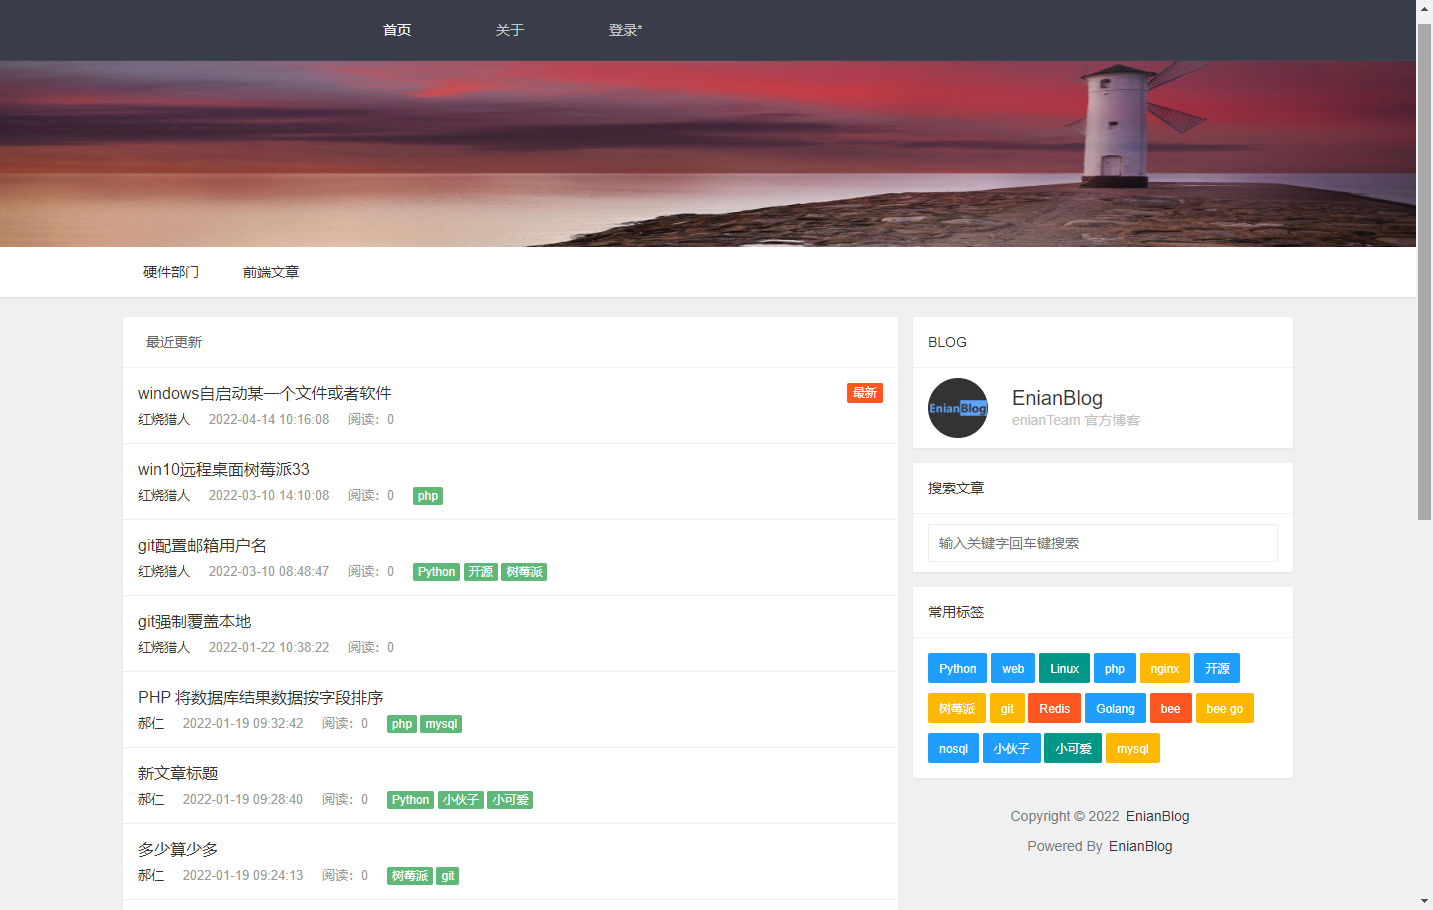 首页 关于 登录*
硬件部门 前端文章
最近更新
windows自启动某一个文件或者软件 最新
红烧猎人 2022-04-14 10:16:08 阅读：0
win10远程桌面树莓派33
红烧猎人 2022-03-10 14:10:08 阅读：0 php
git配置邮箱用户名
红烧猎人 2022-03-10 08:48:47 阅读：0 Python 开源 树莓派
git强制覆盖本地
红烧猎人 2022-01-22 10:38:22 阅读：0
PHP 将数据库结果数据按字段排序
郝仁 2022-01-19 09:32:42 阅读：0 php mysql
新文章标题
郝仁 2022-01-19 09:28:40 阅读：0 Python 小伙子 小可爱
多少算少多
郝仁 2022-01-19 09:24:13 阅读：0 树莓派 git
BLOG
EnianBlog
EnianBlog
enianTeam 官方博客
搜索文章
输入关键字回车键搜索
常用标签
Python web Linux php nginx 开源
树莓派 git Redis Golang bee bee go
nosql 小伙子 小可爱 mysql
Copyright © 2022 EnianBlog
Powered By EnianBlog